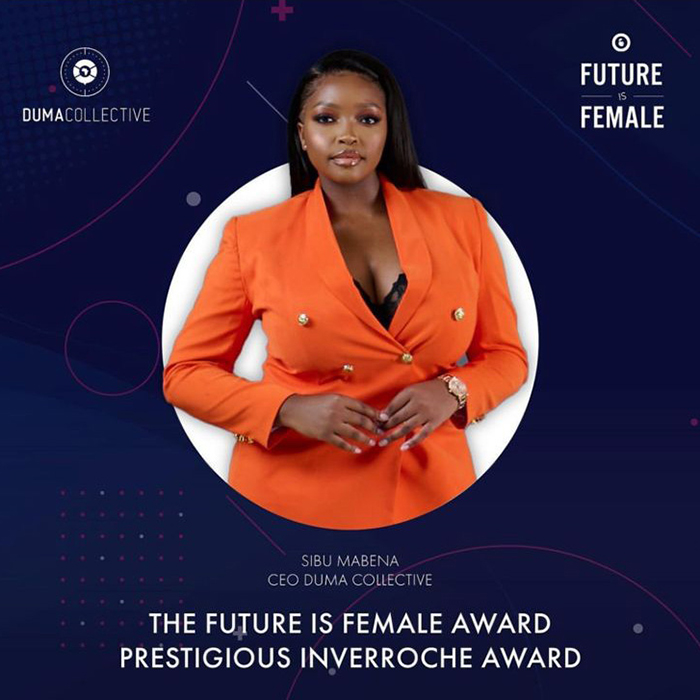 DUMACOLLECTIVE
FUTURE
IS
FEMALE
SIBU MABENA
CEO DUMA COLLECTIVE
THE FUTURE IS FEMALE AWARD
PRESTIGIOUS INVERROCHE AWARD